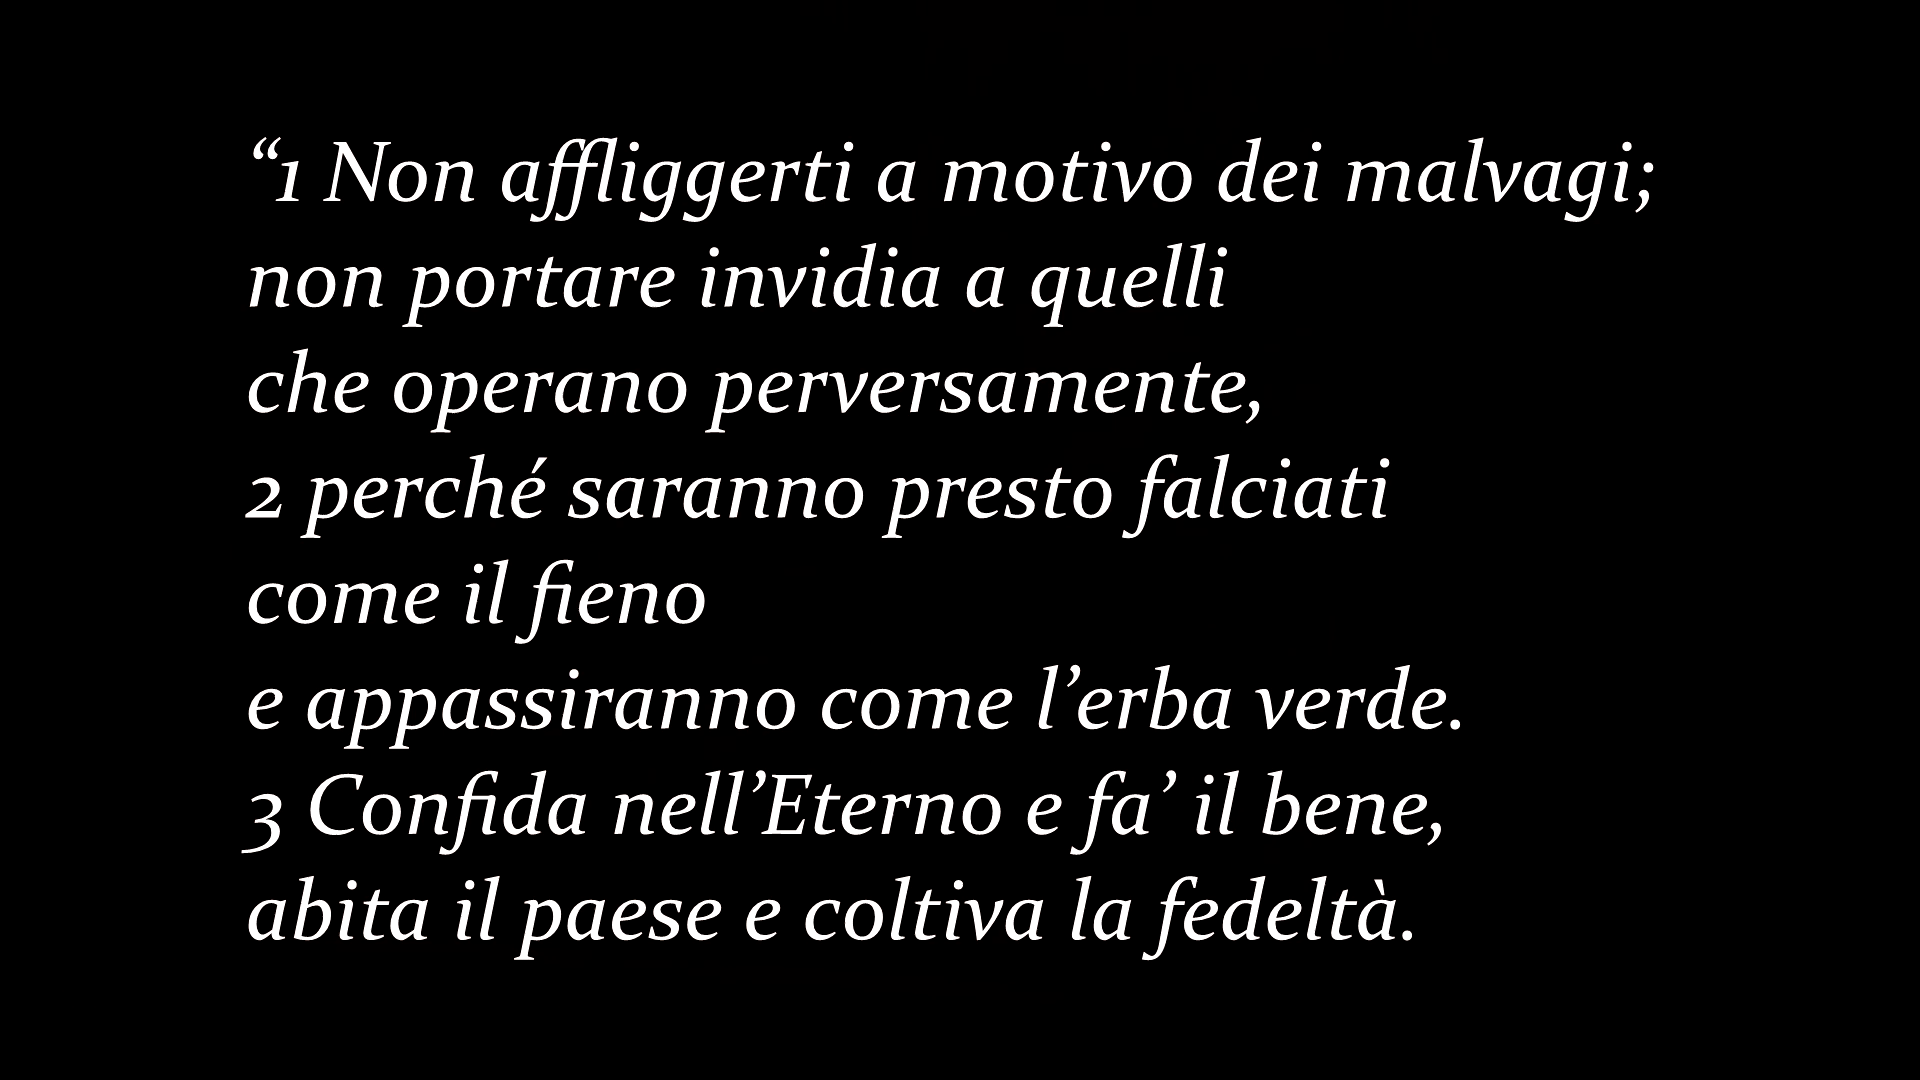 “1 Non affliggerti a motivo dei malvagi;
non portare invidia a quelli
che operano perversamente,
2 perché saranno presto falciati
come il fieno
e appassiranno come l’erba verde.
3 Confida nell’Eterno e fa’ il bene,
abita il paese e coltiva la fedeltà.